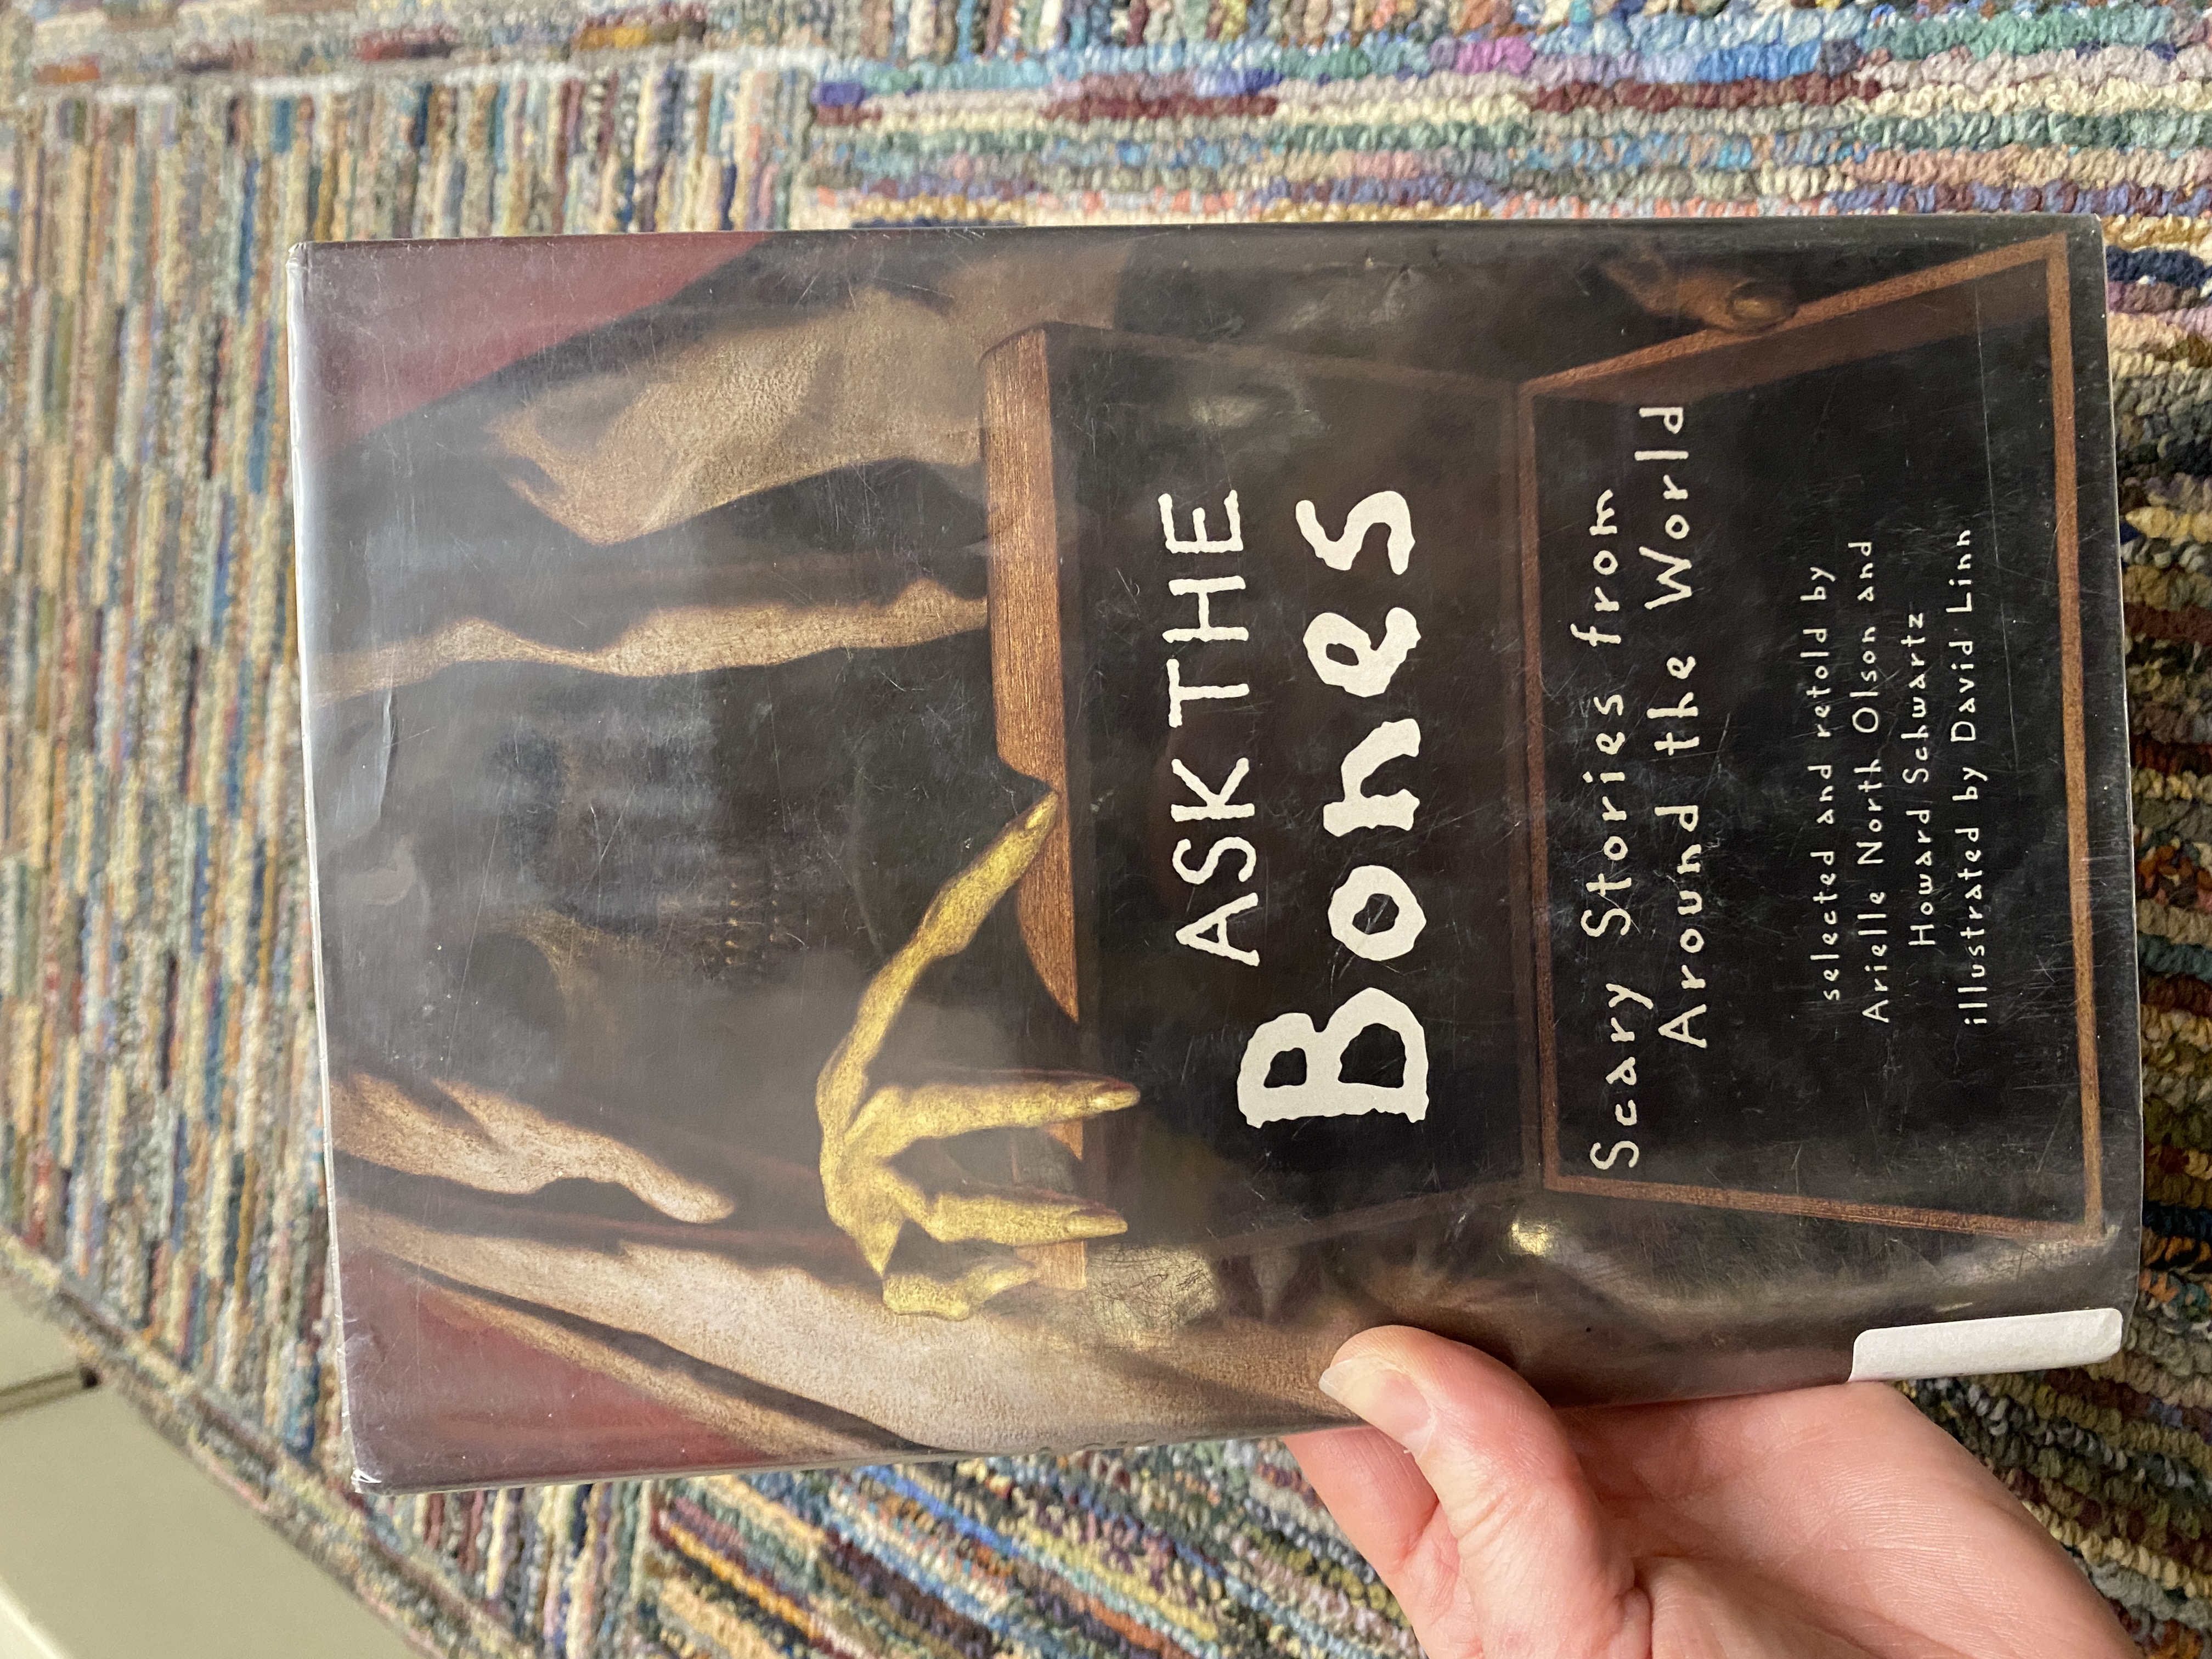 ASK THE
Bones
Scary Stories from
Around the World
selected and retold by
Arielle North Olson and
Howard Schwartz
illustrated by David Linn